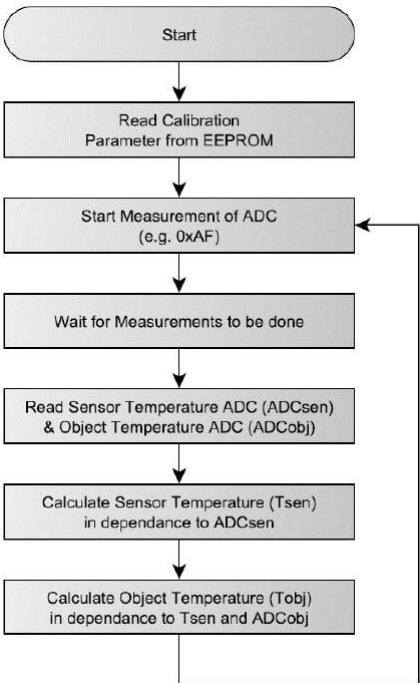 Start
Read Calibration
Parameter from EEPROM
Start Measurement of ADC
(e.g. 0xAF)
Wait for Measurements to be done
Read Sensor Temperature ADC (ADCsen)
& Object Temperature ADC (ADCobj)
Calculate Sensor Temperature (Tsen)
in dependance to ADCsen
Calculate Object Temperature (Tobj)
in dependance to Tsen and ADCobj